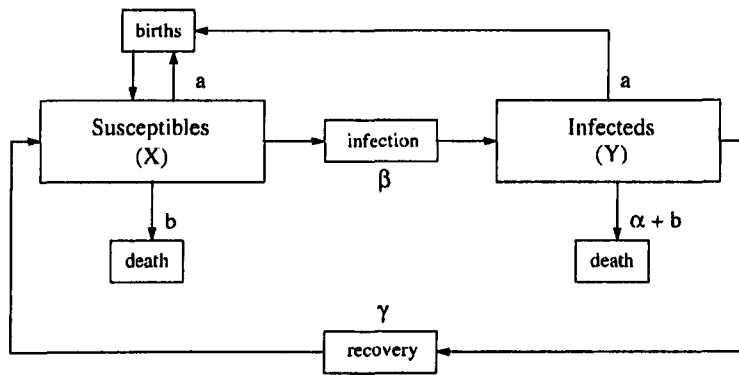 births
a
a
Susceptibles
(X)
infection
β
Infecteds
(Y)
b
α + b
death
death
γ
recovery